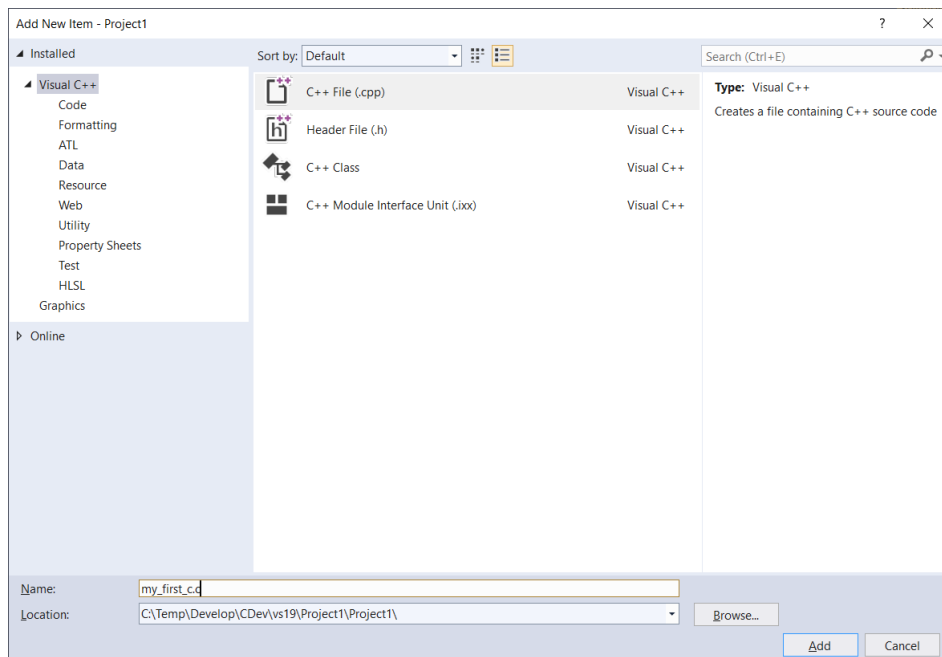 Add New Item - Project1 ?
Installed
Sort by: Default
Search (Ctrl+E)
Visual C++
Code
Formatting
ATL
Data
Resource
Web
Utility
Property Sheets
Test
HLSL
Graphics
Online
C++ File (.cpp) Visual C++
Header File (.h) Visual C++
C++ Class Visual C++
C++ Module Interface Unit (.ixx) Visual C++
Type: Visual C++
Creates a file containing C++ source code
Name: my_first_c.c
Location: C:\Temp\Develop\CDev\vs19\Project1\Project1\
Browse...
Add Cancel